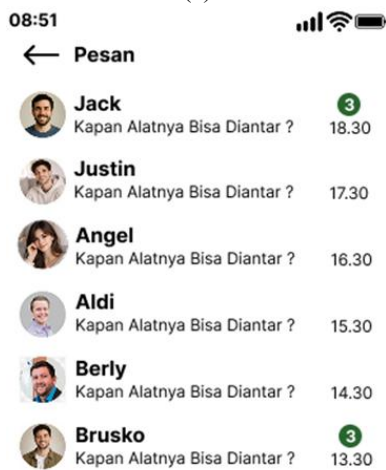 08:51
Pesan
Jack
3
Kapan Alatnya Bisa Diantar ?
18.30
Justin
Kapan Alatnya Bisa Diantar ?
17.30
Angel
Kapan Alatnya Bisa Diantar ?
16.30
Aldi
Kapan Alatnya Bisa Diantar ?
15.30
Berly
Kapan Alatnya Bisa Diantar ?
14.30
Brusko
3
Kapan Alatnya Bisa Diantar ?
13.30